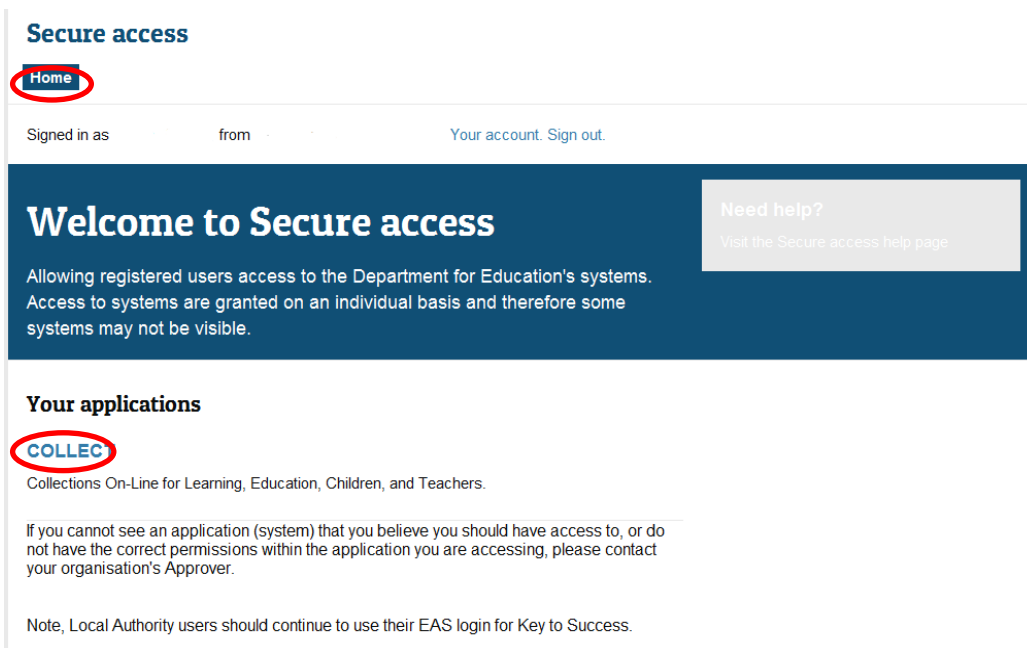 Secure access
Home
Signed in as from Your account. Sign out.
Welcome to Secure access
Need help?
Visit the Secure access help page
Allowing registered users access to the Department for Education's systems.
Access to systems are granted on an individual basis and therefore some
systems may not be visible.
Your applications
COLLECT
Collections On-Line for Learning, Education, Children, and Teachers.
If you cannot see an application (system) that you believe you should have access to, or do
not have the correct permissions within the application you are accessing, please contact
your organisation's Approver.
Note, Local Authority users should continue to use their EAS login for Key to Success.